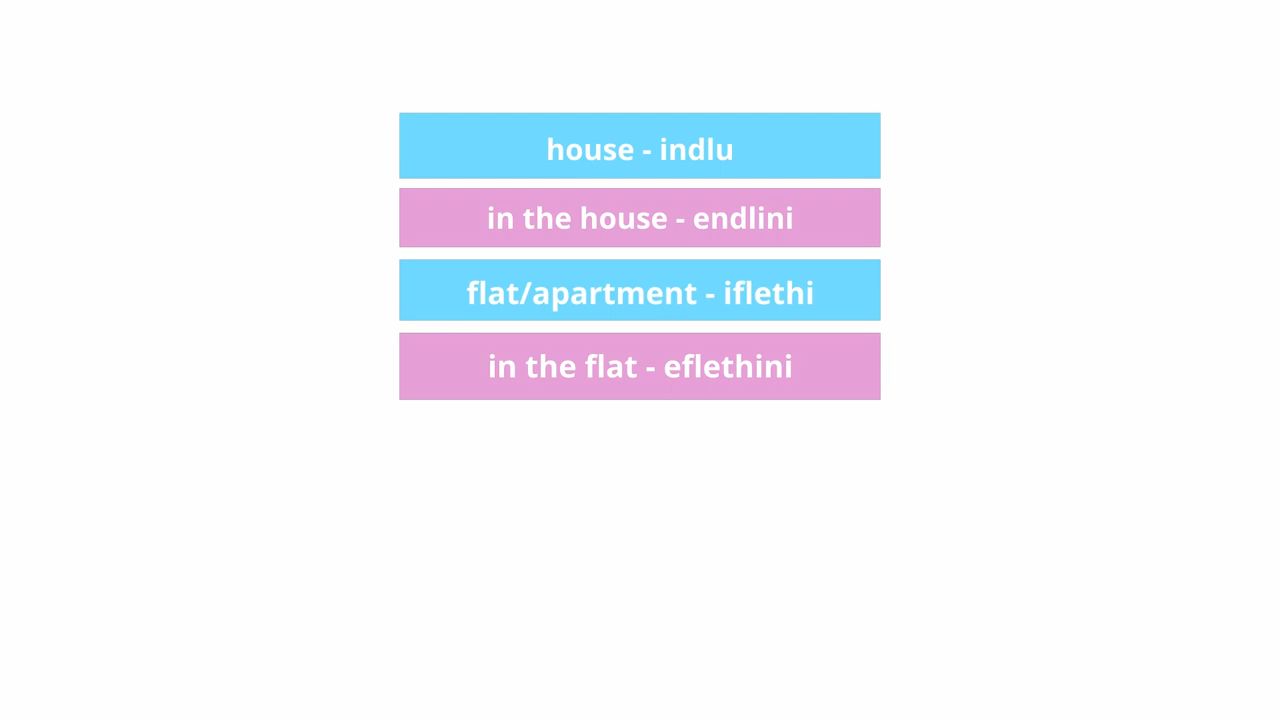 house - indlu
in the house - endlini
flat/apartment - iflethi
in the flat - eflethini